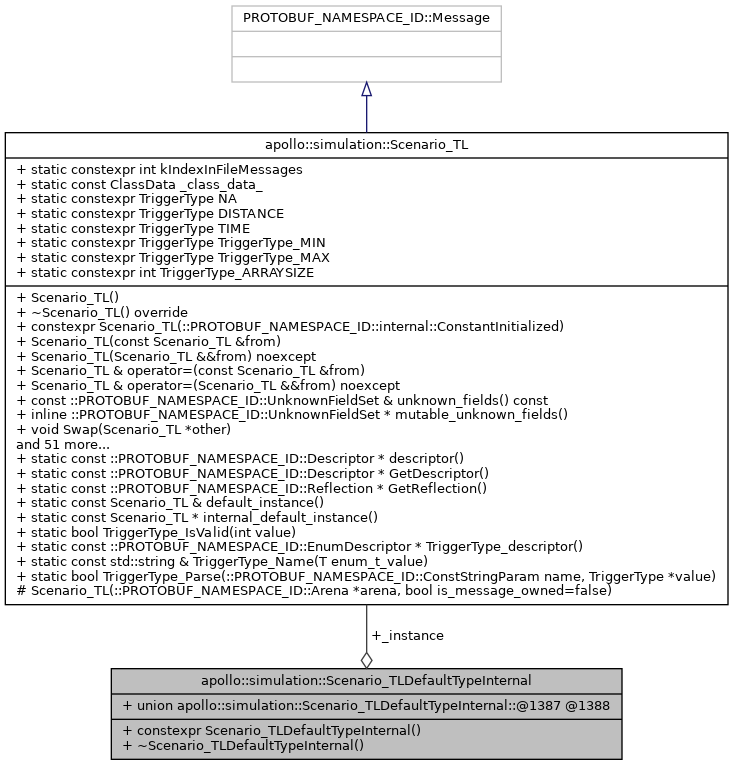 PROTOBUF_NAMESPACE_ID::Message
apollo::simulation::Scenario_TL
+ static constexpr int kIndexInFileMessages
+ static const ClassData _class_data_
+ static constexpr TriggerType NA
+ static constexpr TriggerType DISTANCE
+ static constexpr TriggerType TIME
+ static constexpr TriggerType TriggerType_MIN
+ static constexpr TriggerType TriggerType_MAX
+ static constexpr int TriggerType_ARRAYSIZE
+ Scenario_TL()
+ ~Scenario_TL() override
+ constexpr Scenario_TL(::PROTOBUF_NAMESPACE_ID::internal::ConstantInitialized)
+ Scenario_TL(const Scenario_TL &from)
+ Scenario_TL(Scenario_TL &&from) noexcept
+ Scenario_TL & operator=(const Scenario_TL &from)
+ Scenario_TL & operator=(Scenario_TL &&from) noexcept
+ const ::PROTOBUF_NAMESPACE_ID::UnknownFieldSet & unknown_fields() const
+ inline ::PROTOBUF_NAMESPACE_ID::UnknownFieldSet * mutable_unknown_fields()
+ void Swap(Scenario_TL *other)
and 51 more...
+ static const ::PROTOBUF_NAMESPACE_ID::Descriptor * descriptor()
+ static const ::PROTOBUF_NAMESPACE_ID::Descriptor * GetDescriptor()
+ static const ::PROTOBUF_NAMESPACE_ID::Reflection * GetReflection()
+ static const Scenario_TL & default_instance()
+ static const Scenario_TL * internal_default_instance()
+ static bool TriggerType_IsValid(int value)
+ static const ::PROTOBUF_NAMESPACE_ID::EnumDescriptor * TriggerType_descriptor()
+ static const std::string & TriggerType_Name(T enum_t_value)
+ static bool TriggerType_Parse(::PROTOBUF_NAMESPACE_ID::ConstStringParam name, TriggerType *value)
# Scenario_TL(::PROTOBUF_NAMESPACE_ID::Arena *arena, bool is_message_owned=false)
+_instance
apollo::simulation::Scenario_TLDefaultTypeInternal
+ union apollo::simulation::Scenario_TLDefaultTypeInternal::@1387 @1388
+ constexpr Scenario_TLDefaultTypeInternal()
+ ~Scenario_TLDefaultTypeInternal()